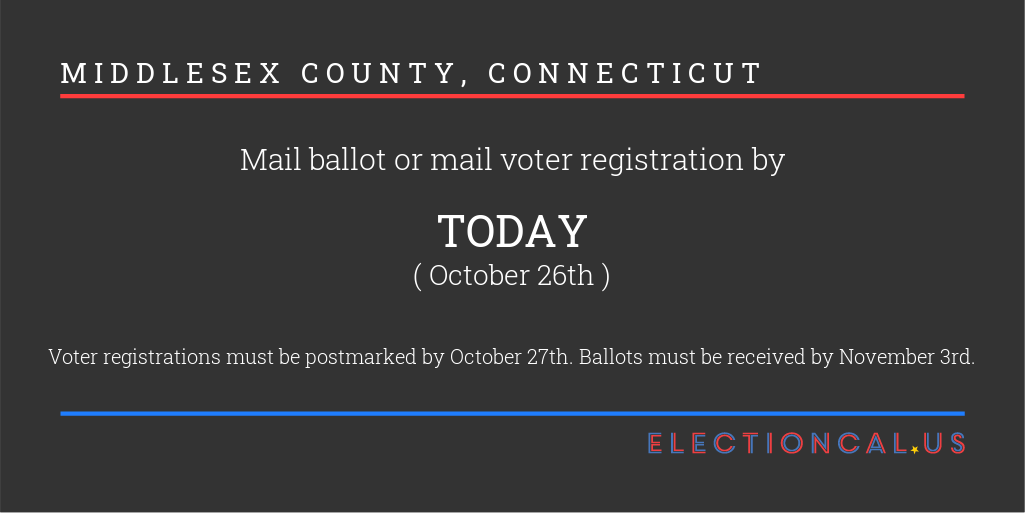 MIDDLESEX COUNTY, CONNECTICUT
Mail ballot or mail voter registration by
TODAY
( October 26th )
Voter registrations must be postmarked by October 27th. Ballots must be received by November 3rd.
ELECTIONCAL.US